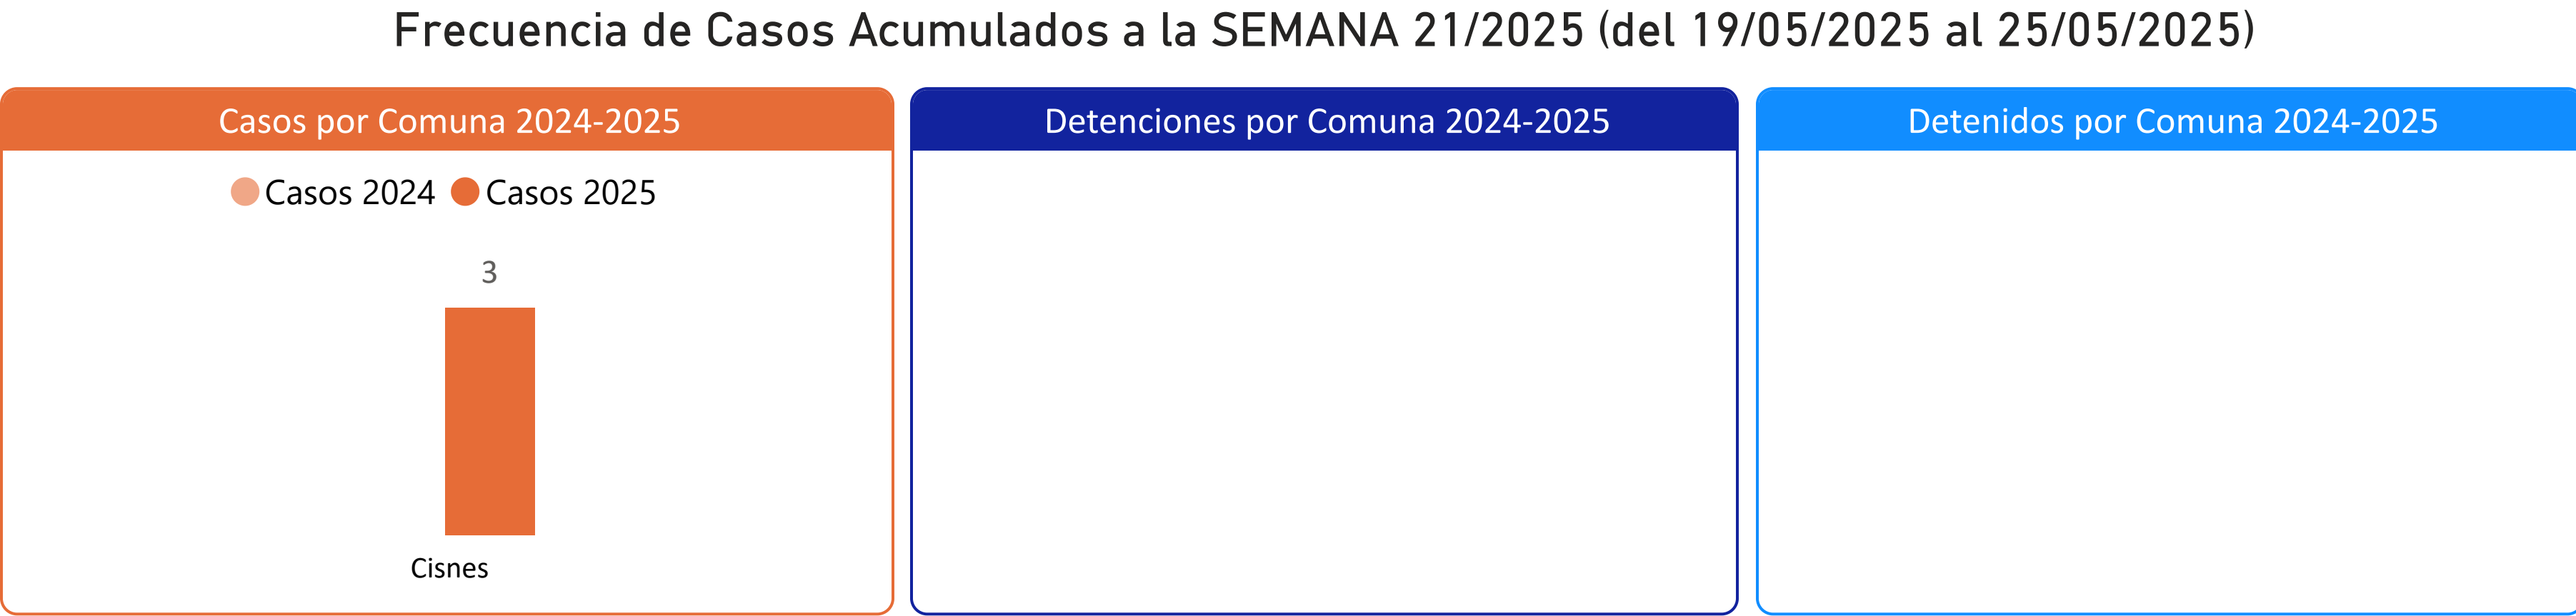 Frecuencia de Casos Acumulados a la SEMANA 21/2025 (del 19/05/2025 al 25/05/2025)
Casos por Comuna 2024-2025
Casos 2024 Casos 2025
3
Cisnes
Detenciones por Comuna 2024-2025
Detenidos por Comuna 2024-2025